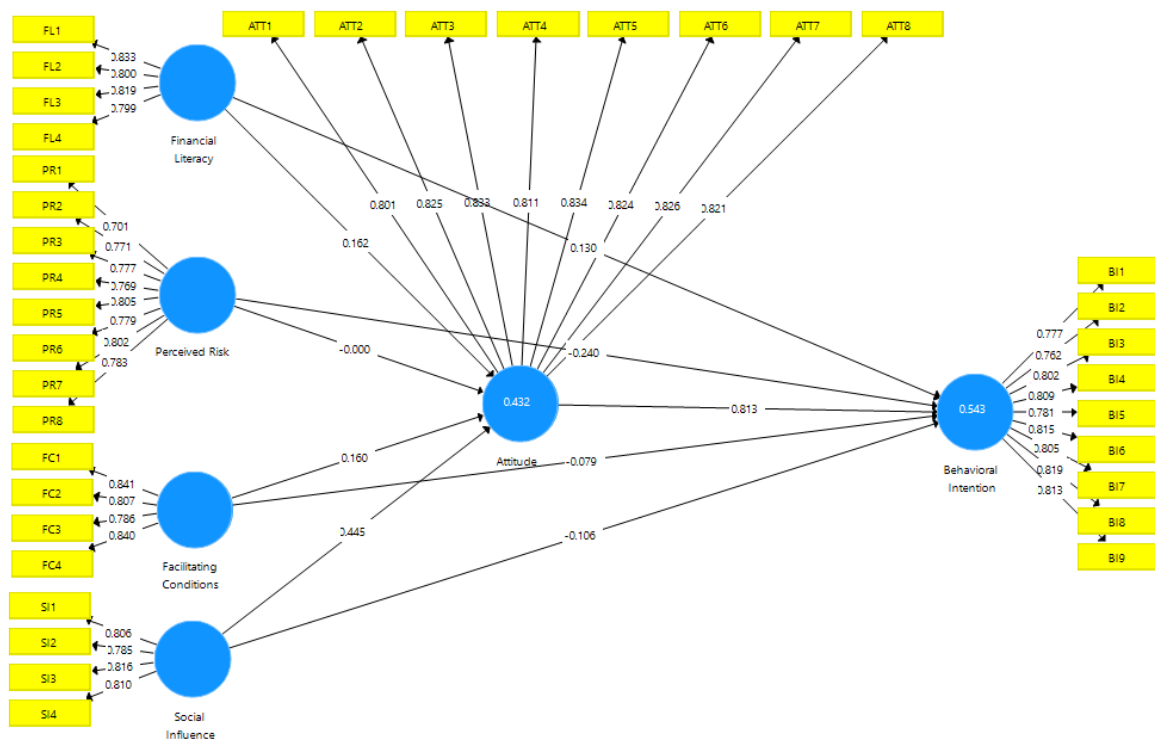 FL1
FL2
FL3
FL4
0.833
0.800
0.819
0.799
Financial
Literacy
ATT1
ATT2
ATT3
ATT4
ATT5
ATT6
ATT7
ATT8
0.801
0.825
0.833
0.811
0.834
0.824
0.826
0.821
0.162
0.130
PR1
PR2
PR3
PR4
PR5
PR6
PR7
PR8
0.701
0.771
0.777
0.769
0.805
0.779
0.802
0.783
Perceived Risk
-0.000
-0.240
0.432
Attitude
0.813
0.543
Behavioral
Intention
BI1
BI2
BI3
BI4
BI5
BI6
BI7
BI8
BI9
0.777
0.762
0.802
0.809
0.781
0.815
0.805
0.819
0.813
FC1
FC2
FC3
FC4
0.841
0.807
0.786
0.840
Facilitating
Conditions
0.160
-0.079
SI1
SI2
SI3
SI4
0.806
0.785
0.816
0.810
Social
Influence
0.445
-0.106